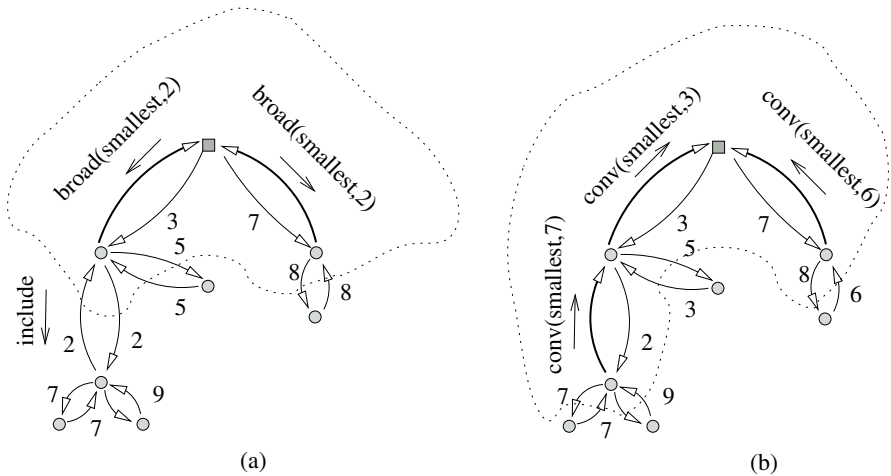 broad(smallest,2)
broad(smallest,2)
3
7
5
5
8
8
include
2
2
7
7
9
(a)
conv(smallest,3)
conv(smallest,6)
3
7
5
3
8
6
conv(smallest,7)
2
7
7
9
(b)